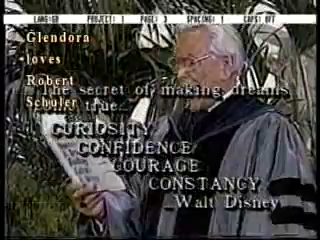 LANG:GD PROJECT: 1 PAGE: 3 SPACING: 1 CAPS: OFF
Glendora
loves
Robert
Schuler
The secret of making dreams
come true...
CURIOSITY
CONFIDENCE
COURAGE
CONSTANCY
Walt Disney